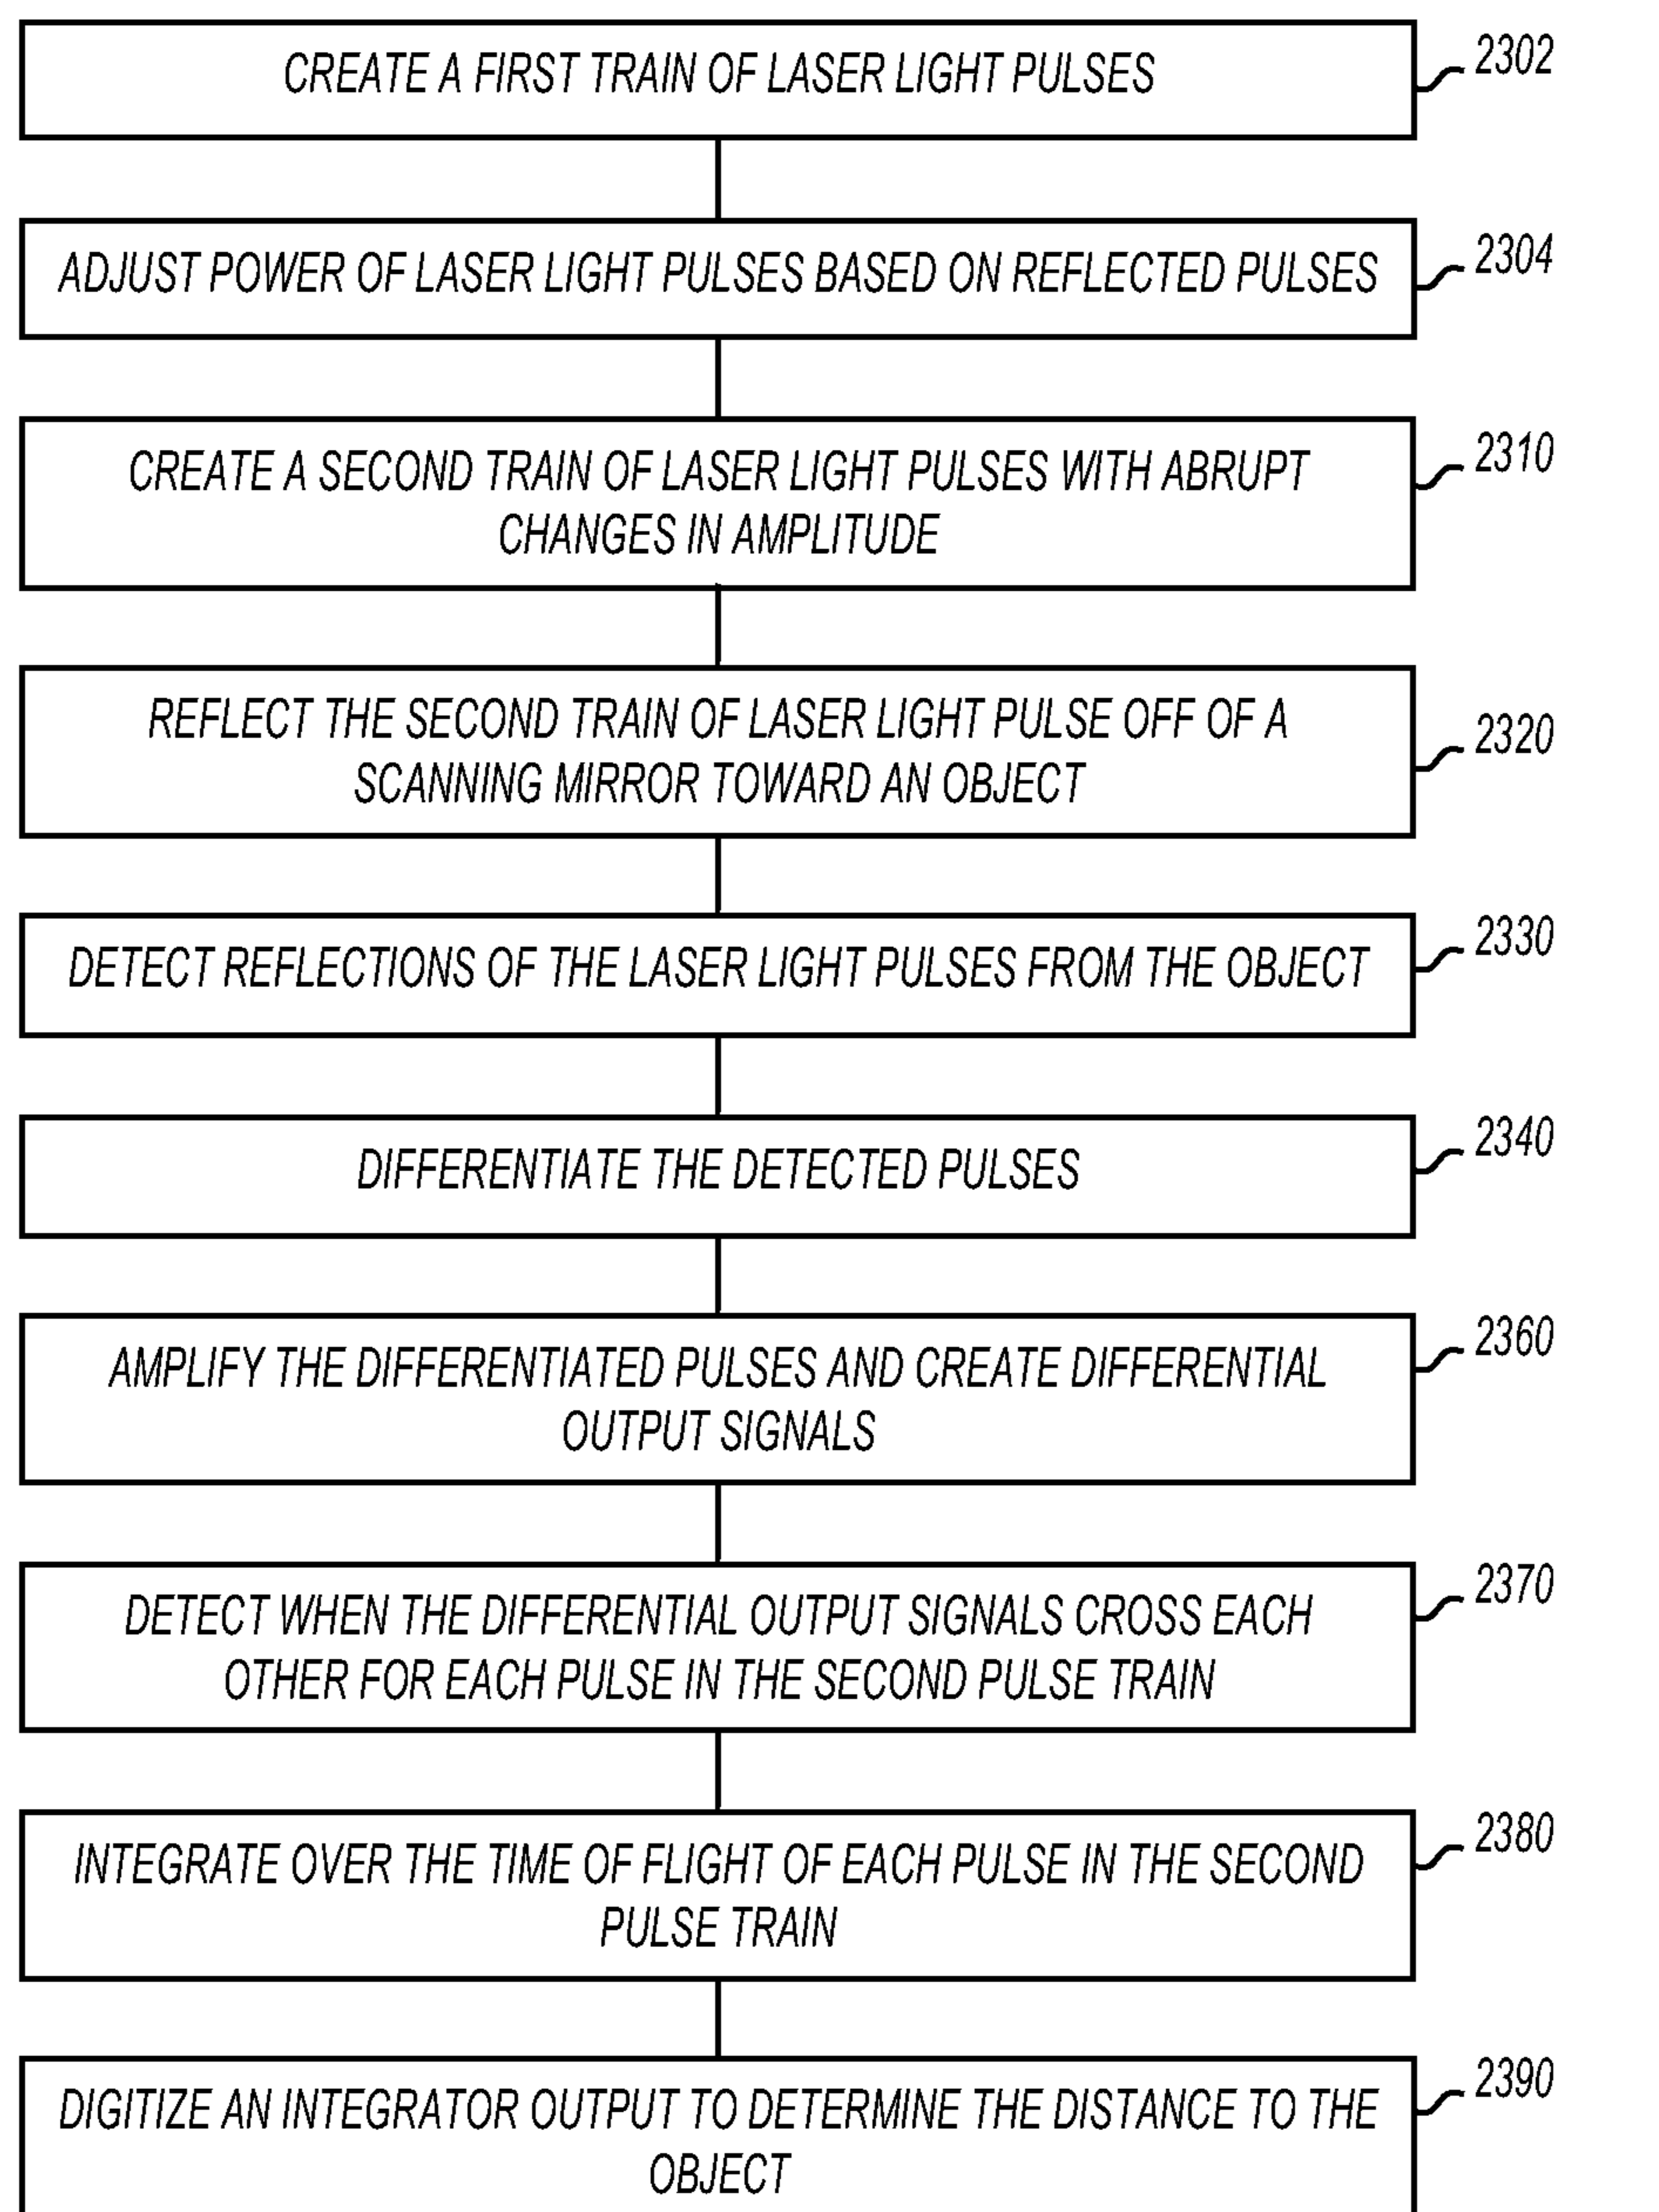 CREATE A FIRST TRAIN OF LASER LIGHT PULSES
2302
ADJUST POWER OF LASER LIGHT PULSES BASED ON REFLECTED PULSES
2304
CREATE A SECOND TRAIN OF LASER LIGHT PULSES WITH ABRUPT
CHANGES IN AMPLITUDE
2310
REFLECT THE SECOND TRAIN OF LASER LIGHT PULSE OFF OF A
SCANNING MIRROR TOWARD AN OBJECT
2320
DETECT REFLECTIONS OF THE LASER LIGHT PULSES FROM THE OBJECT
2330
DIFFERENTIATE THE DETECTED PULSES
2340
AMPLIFY THE DIFFERENTIATED PULSES AND CREATE DIFFERENTIAL
OUTPUT SIGNALS
2360
DETECT WHEN THE DIFFERENTIAL OUTPUT SIGNALS CROSS EACH
OTHER FOR EACH PULSE IN THE SECOND PULSE TRAIN
2370
INTEGRATE OVER THE TIME OF FLIGHT OF EACH PULSE IN THE SECOND
PULSE TRAIN
2380
DIGITIZE AN INTEGRATOR OUTPUT TO DETERMINE THE DISTANCE TO THE
OBJECT
2390